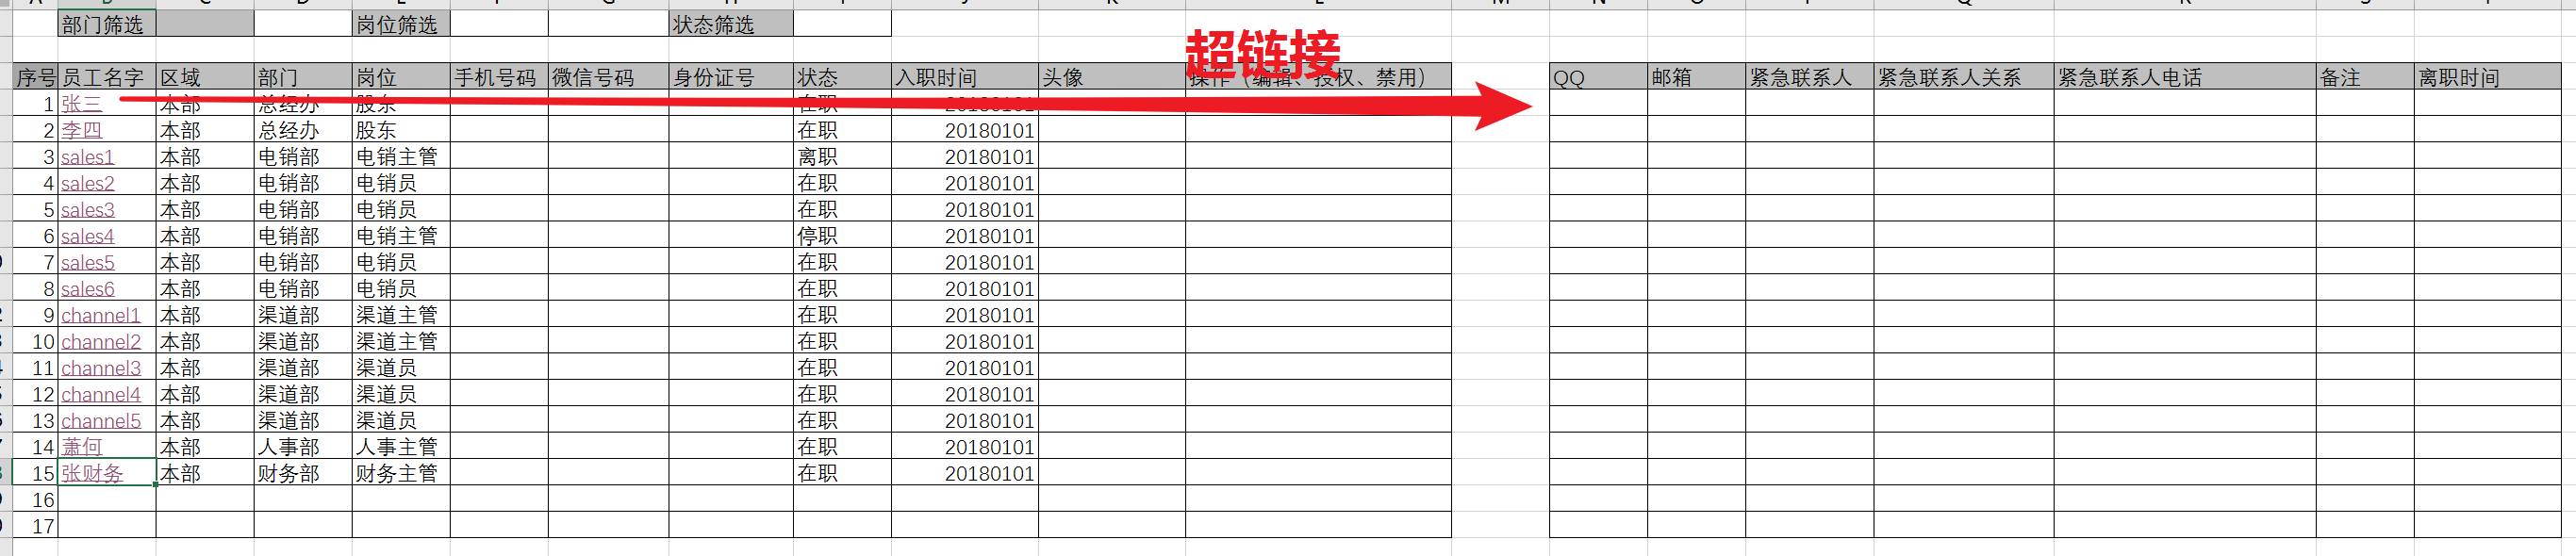 部门筛选 岗位筛选 状态筛选
超链接
序号 员工名字 区域 部门 岗位 手机号码 微信号码 身份证号 状态 入职时间 头像 操作（编辑、授权、禁用） QQ 邮箱 紧急联系人 紧急联系人关系 紧急联系人电话 备注 离职时间
1 张三 本部 总经办 股东 在职 20180101
2 李四 本部 总经办 股东 在职 20180101
3 sales1 本部 电销部 电销主管 离职 20180101
4 sales2 本部 电销部 电销员 在职 20180101
5 sales3 本部 电销部 电销员 在职 20180101
6 sales4 本部 电销部 电销主管 停职 20180101
7 sales5 本部 电销部 电销员 在职 20180101
8 sales6 本部 电销部 电销员 在职 20180101
9 channel1 本部 渠道部 渠道主管 在职 20180101
10 channel2 本部 渠道部 渠道主管 在职 20180101
11 channel3 本部 渠道部 渠道员 在职 20180101
12 channel4 本部 渠道部 渠道员 在职 20180101
13 channel5 本部 渠道部 渠道员 在职 20180101
14 萧何 本部 人事部 人事主管 在职 20180101
15 张财务 本部 财务部 财务主管 在职 20180101
16
17